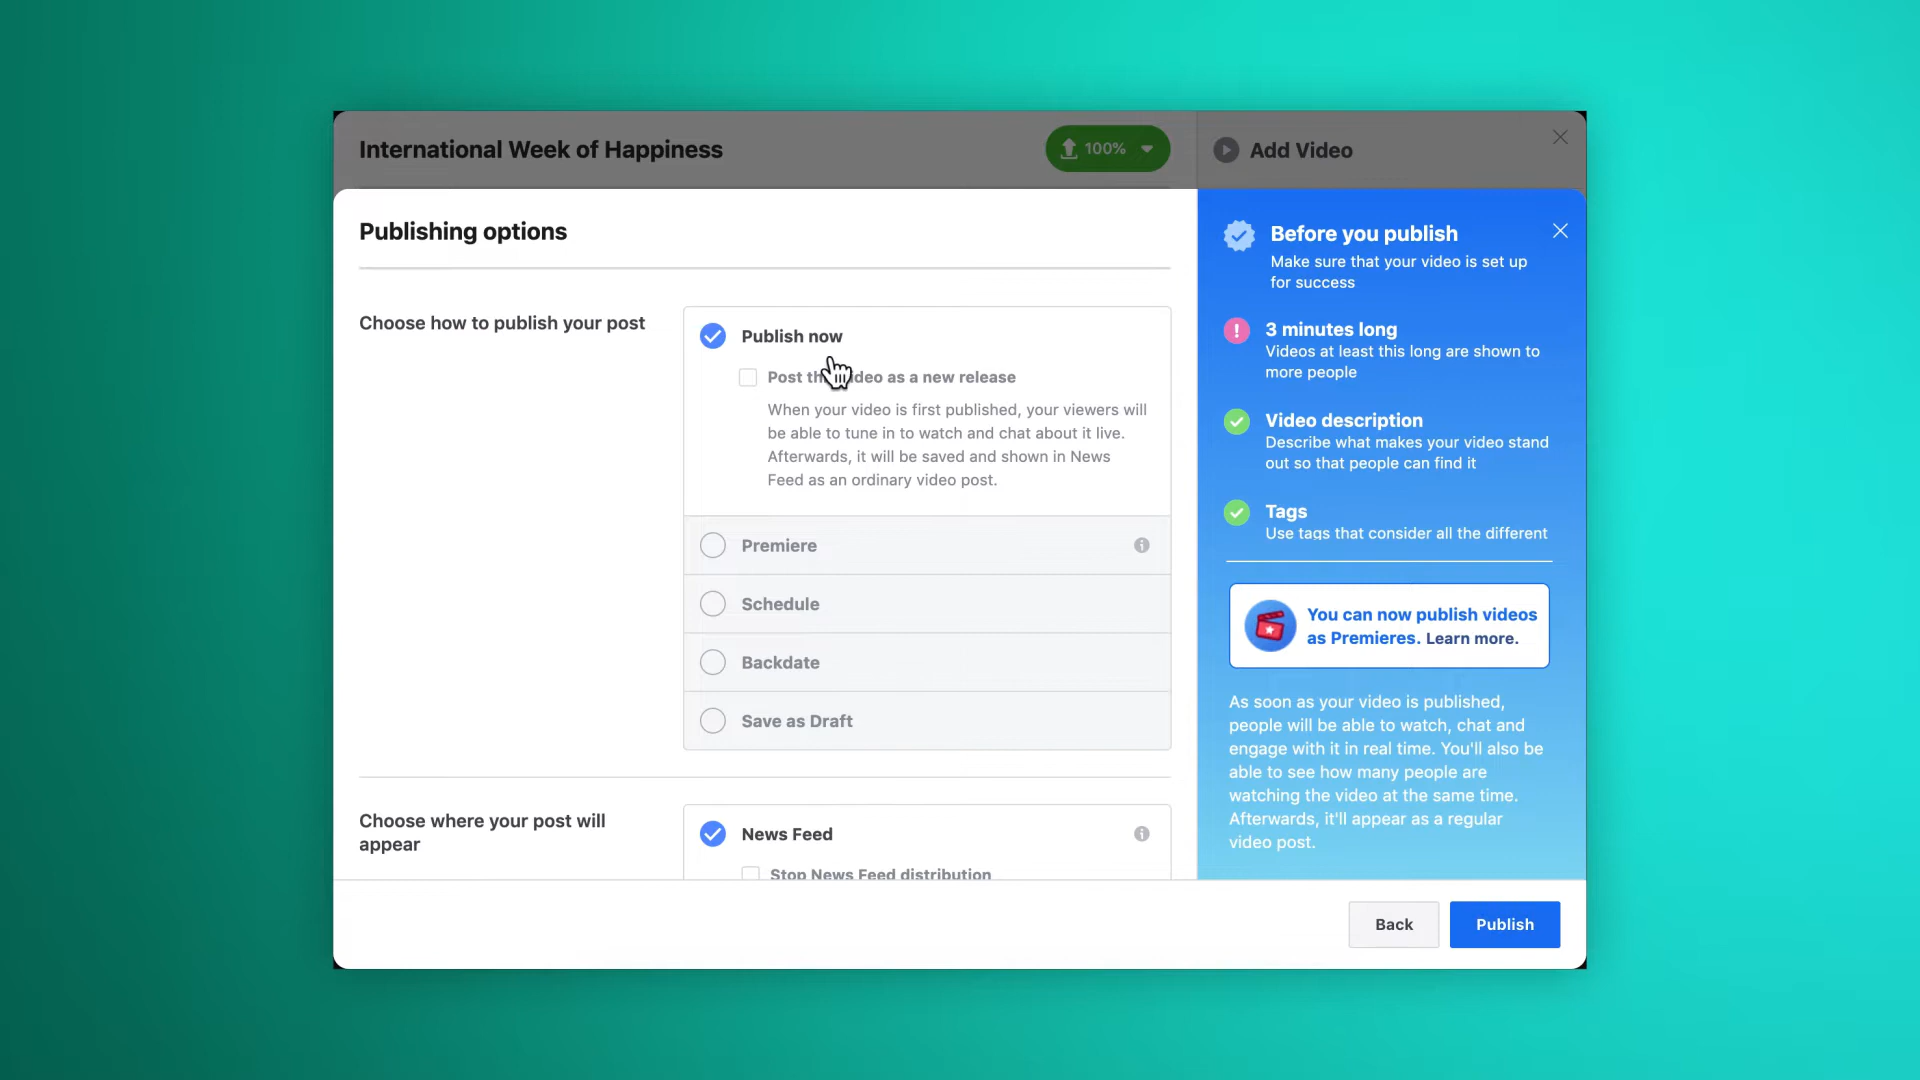 International Week of Happiness
100%
Add Video
Publishing options
Choose how to publish your post
Publish now
Post th    deo as a new release
When your video is first published, your viewers will
be able to tune in to watch and chat about it live.
Afterwards, it will be saved and shown in News
Feed as an ordinary video post.
Premiere
Schedule
Backdate
Save as Draft
Choose where your post will
appear
News Feed
Stop News Feed distribution
Before you publish
Make sure that your video is set up
for success
3 minutes long
Videos at least this long are shown to
more people
Video description
Describe what makes your video stand
out so that people can find it
Tags
Use tags that consider all the different
You can now publish videos
as Premieres. Learn more.
As soon as your video is published,
people will be able to watch, chat and
engage with it in real time. You'll also be
able to see how many people are
watching the video at the same time.
Afterwards, it'll appear as a regular
video post.
Back
Publish